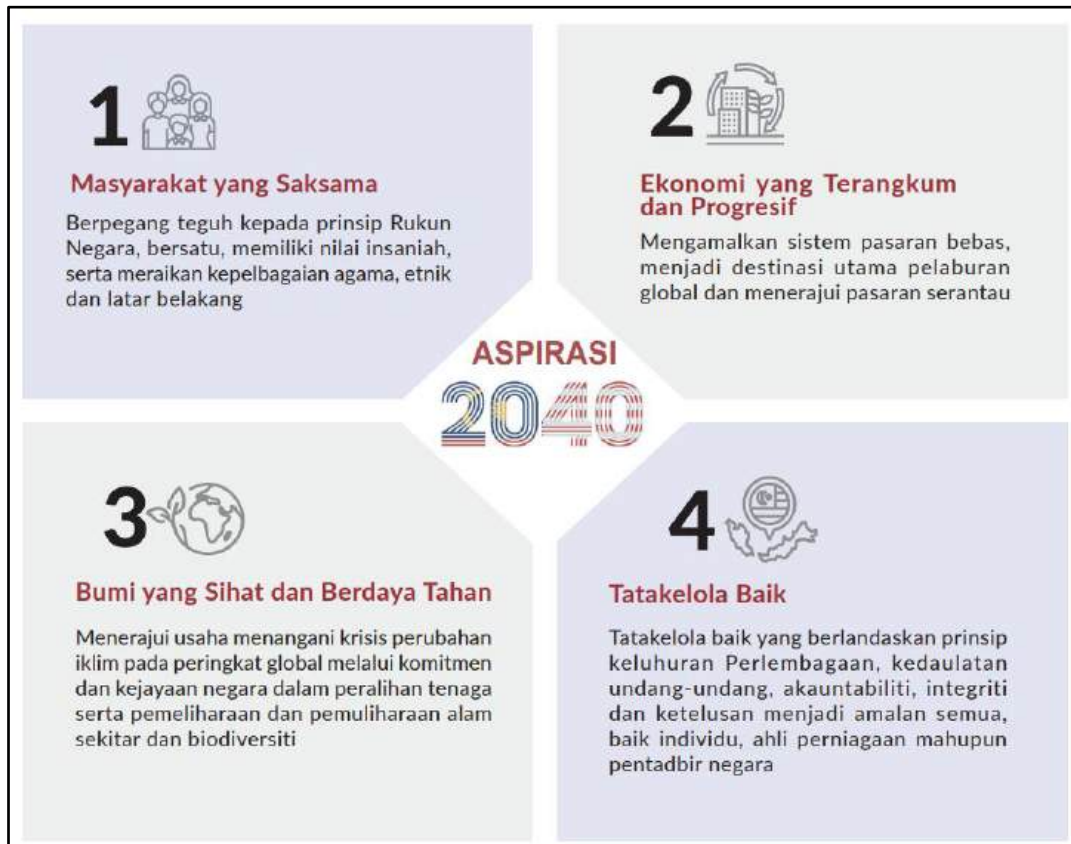 1
Masyarakat yang Saksama
Berpegang teguh kepada prinsip Rukun
Negara, bersatu, memiliki nilai insaniah,
serta meraikan kepelbagaian agama, etnik
dan latar belakang
2
Ekonomi yang Terangkum
dan Progresif
Mengamalkan sistem pasaran bebas,
menjadi destinasi utama pelaburan
global dan menerajui pasaran serantau
ASPIRASI
2040
3
Bumi yang Sihat dan Berdaya Tahan
Menerajui usaha menangani krisis perubahan
iklim pada peringkat global melalui komitmen
dan kejayaan negara dalam peralihan tenaga
serta pemeliharaan dan pemuliharaan alam
sekitar dan biodiversiti
4
Tatakelola Baik
Tatakelola baik yang berlandaskan prinsip
keluhuran Perlembagaan, kedaulatan
undang-undang, akauntabiliti, integriti
dan ketelusan menjadi amalan semua,
baik individu, ahli perniagaan mahupun
pentadbir negara